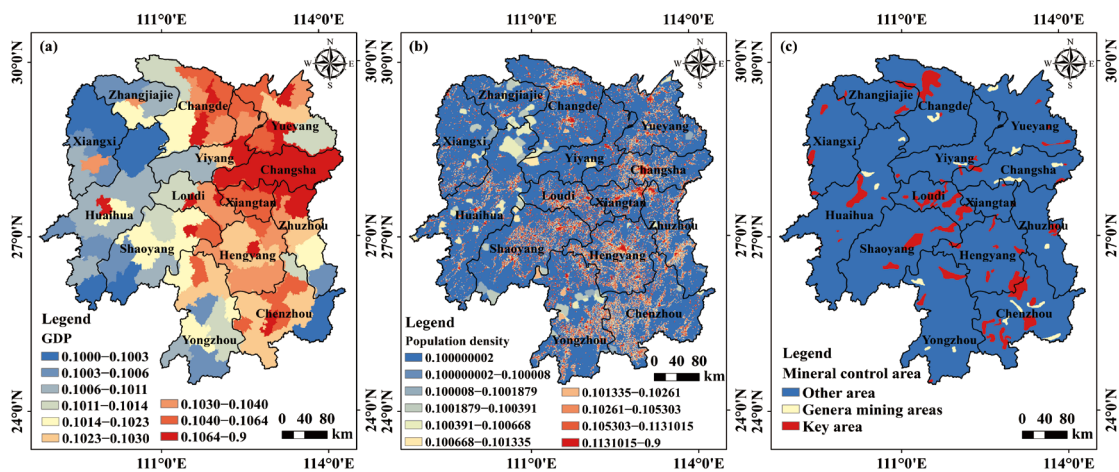 111°0'E 114°0'E
(a)
N
W E
S
30°0'N
27°0'N
24°0'N
Zhangjiajie
Changde
Yueyang
Xiangxi
Yiyang
Changsha
Loudi
Xiangtan
Huaihua
Zhuzhou
Shaoyang
Hengyang
Chenzhou
Yongzhou
Legend
GDP
0.1000–0.1003
0.1003–0.1006
0.1006–0.1011
0.1011–0.1014
0.1014–0.1023
0.1023–0.1030
0.1030–0.1040
0.1040–0.1064
0.1064–0.9
0 40 80
km
111°0'E 114°0'E
111°0'E 114°0'E
(b)
N
W E
S
30°0'N
27°0'N
24°0'N
Zhangjiajie
Changde
Yueyang
Xiangxi
Yiyang
Changsha
Loudi
Xiangtan
Huaihua
Zhuzhou
Shaoyang
Hengyang
Chenzhou
Yongzhou
Legend
Population density
0.100000002
0.100000002–0.100008
0.100008–0.1001879
0.1001879–0.100391
0.100391–0.100668
0.100668–0.101335
0.101335–0.10261
0.10261–0.105303
0.105303–0.1131015
0.1131015–0.9
0 40 80
km
111°0'E 114°0'E
111°0'E 114°0'E
(c)
N
W E
S
30°0'N
27°0'N
24°0'N
30°0'N
27°0'N
24°0'N
Zhangjiajie
Changde
Yueyang
Xiangxi
Yiyang
Changsha
Loudi
Xiangtan
Huaihua
Zhuzhou
Shaoyang
Hengyang
Chenzhou
Yongzhou
Legend
Mineral control area
Other area
Genera mining areas
Key area
0 40 80
km
111°0'E 114°0'E